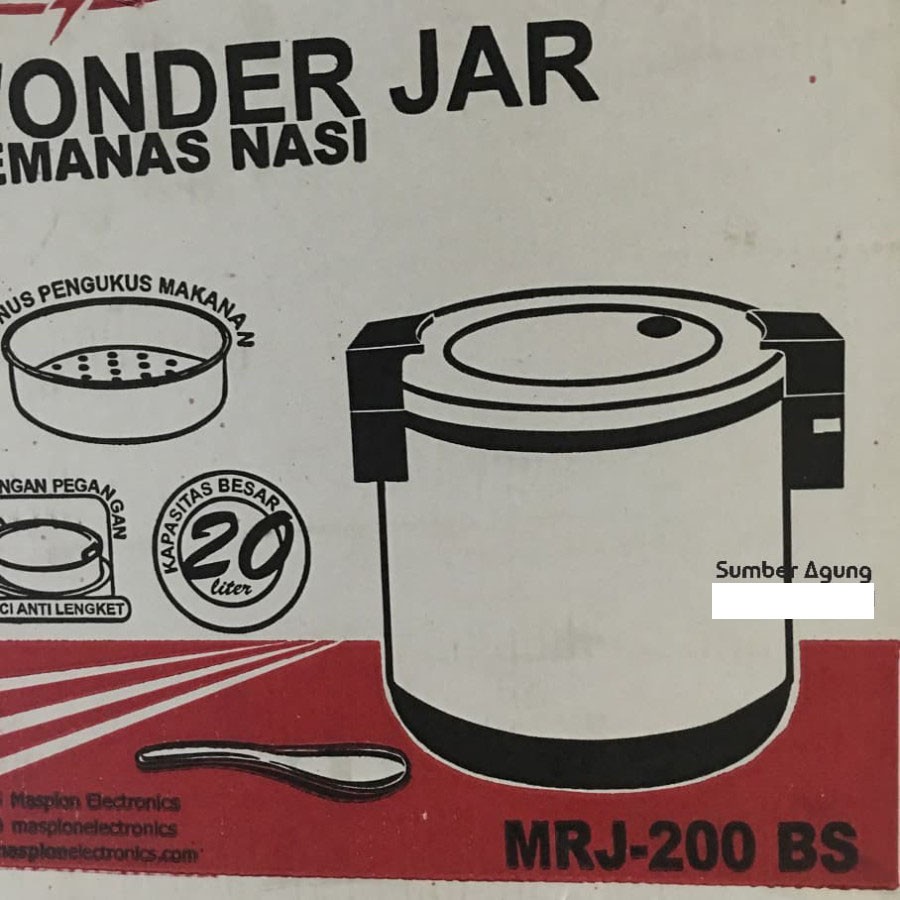 WONDER JAR
EMANAS NASI
NUS PENGUKUS MAKANAN
NGAN PEGANGAN
CI ANTI LENGKET
KAPASITAS BESAR
20
liter
Sumber Agung
Maspion Electronics
maspionelectronics
maspionelectronics.com
MRJ-200 BS